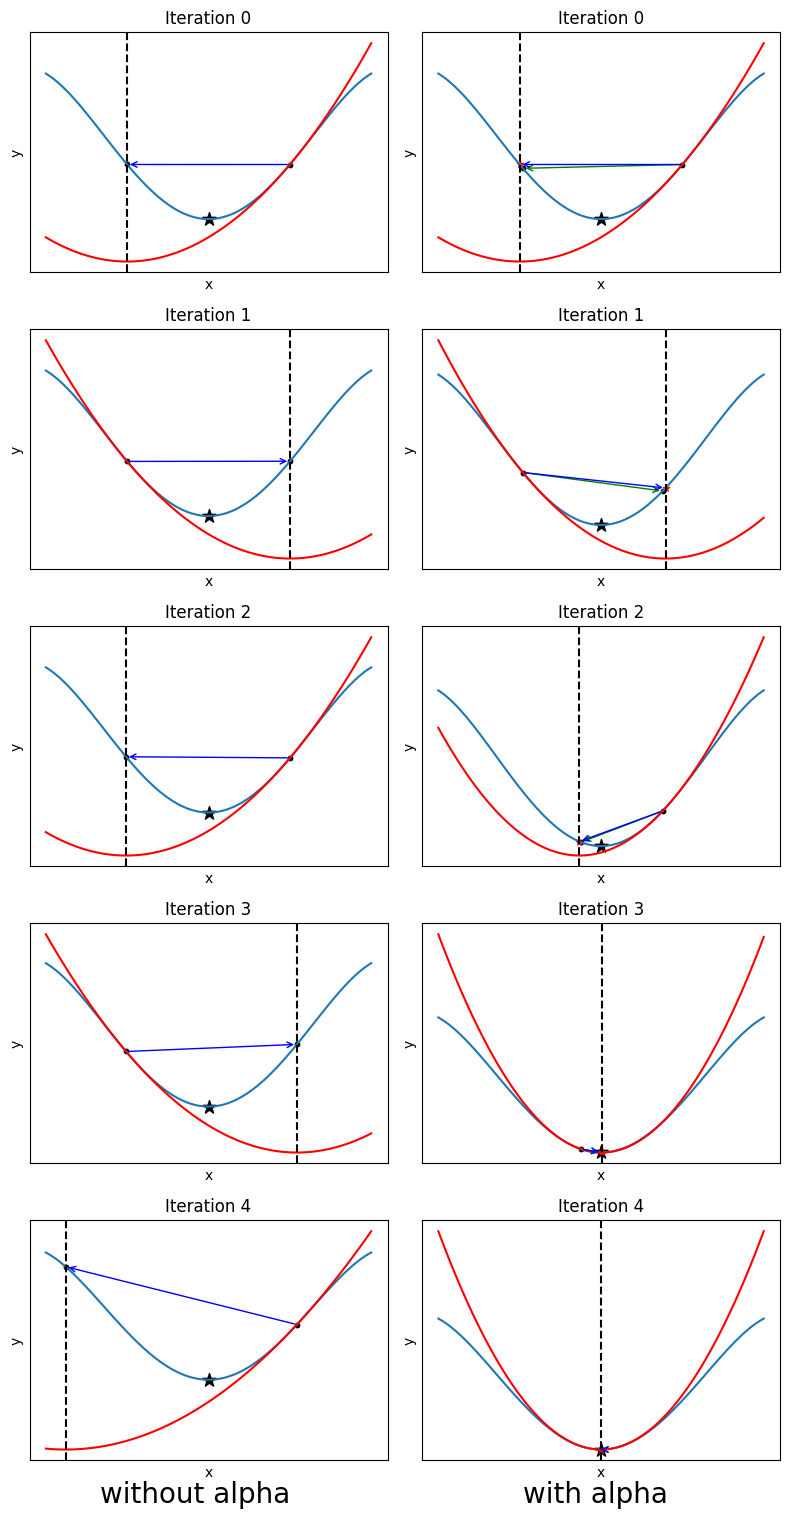 Iteration 0
Iteration 0
y
y
x
x
Iteration 1
Iteration 1
y
y
x
x
Iteration 2
Iteration 2
y
y
x
x
Iteration 3
Iteration 3
y
y
x
x
Iteration 4
Iteration 4
y
y
x
x
without alpha
with alpha